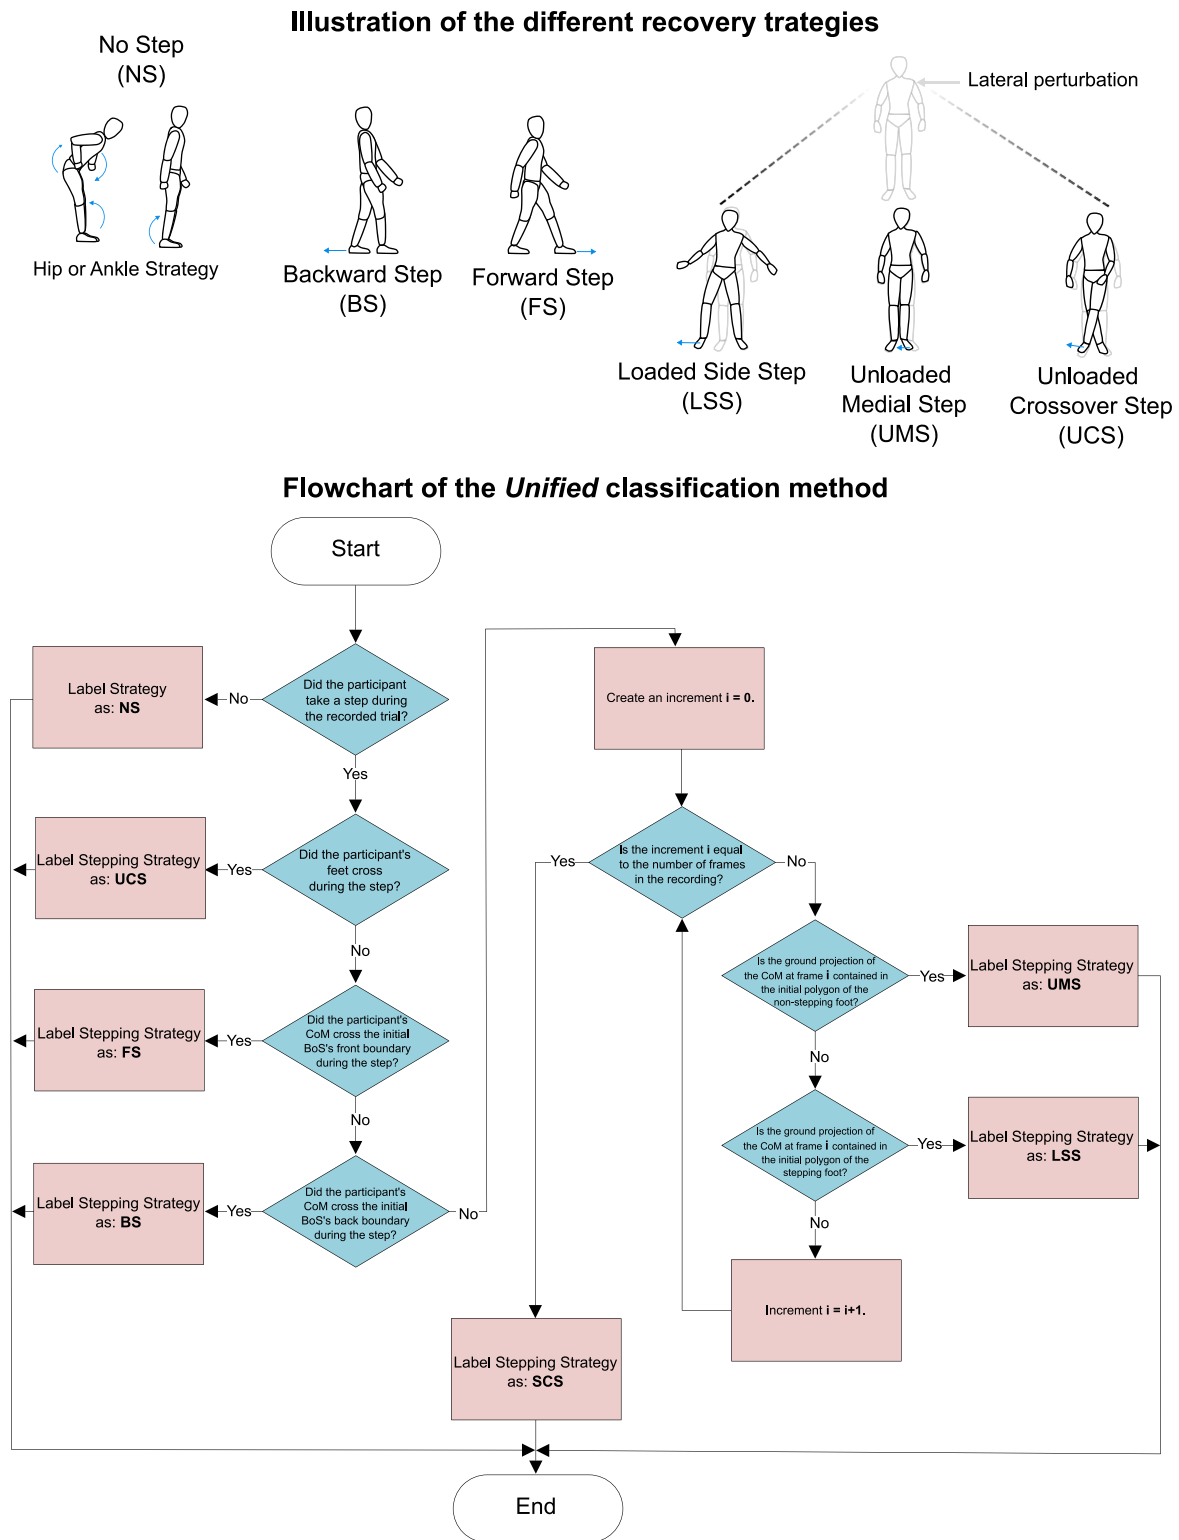 Illustration of the different recovery trategies
No Step
(NS)
Hip or Ankle Strategy
Backward Step
(BS)
Forward Step
(FS)
Lateral perturbation
Loaded Side Step
(LSS)
Unloaded
Medial Step
(UMS)
Unloaded
Crossover Step
(UCS)
Flowchart of the Unified classification method
Start
Did the participant
take a step during
the recorded trial?
No
Label Strategy
as: NS
Yes
Did the participant's
feet cross
during the step?
Yes
Label Stepping Strategy
as: UCS
No
Did the participant's
CoM cross the initial
BoS's front boundary
during the step?
Yes
Label Stepping Strategy
as: FS
No
Did the participant's
CoM cross the initial
BoS's back boundary
during the step?
Yes
Label Stepping Strategy
as: BS
No
Create an increment i = 0.
Is the increment i equal
to the number of frames
in the recording?
Yes
No
Is the ground projection of
the CoM at frame i contained in
the initial polygon of the
non-stepping foot?
Yes
Label Stepping Strategy
as: UMS
No
Is the ground projection of
the CoM at frame i contained in
the initial polygon of the
stepping foot?
Yes
Label Stepping Strategy
as: LSS
No
Increment i = i+1.
Label Stepping Strategy
as: SCS
End